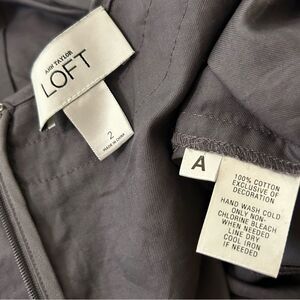 ANN TAYLOR
LOFT
2
MADE IN CHINA
A
100% COTTON
EXCLUSIVE OF
DECORATION
HAND WASH COLD
ONLY NON-
CHLORINE BLEACH
WHEN NEEDED
LINE DRY
COOL IRON
IF NEEDED